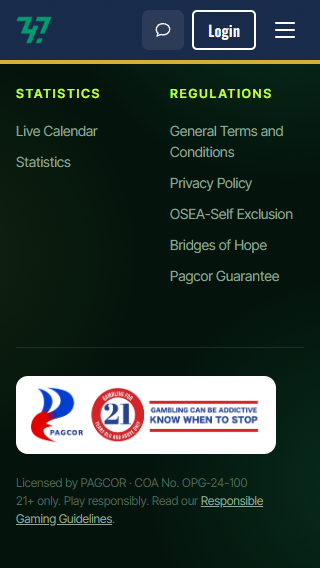 747
Login
STATISTICS
Live Calendar
Statistics
REGULATIONS
General Terms and
Conditions
Privacy Policy
OSEA-Self Exclusion
Bridges of Hope
Pagcor Guarantee
PAGCOR
21
GAMBLING CAN BE ADDICTIVE
KNOW WHEN TO STOP
Licensed by PAGCOR · COA No. OPG-24-100
21+ only. Play responsibly. Read our Responsible
Gaming Guidelines.